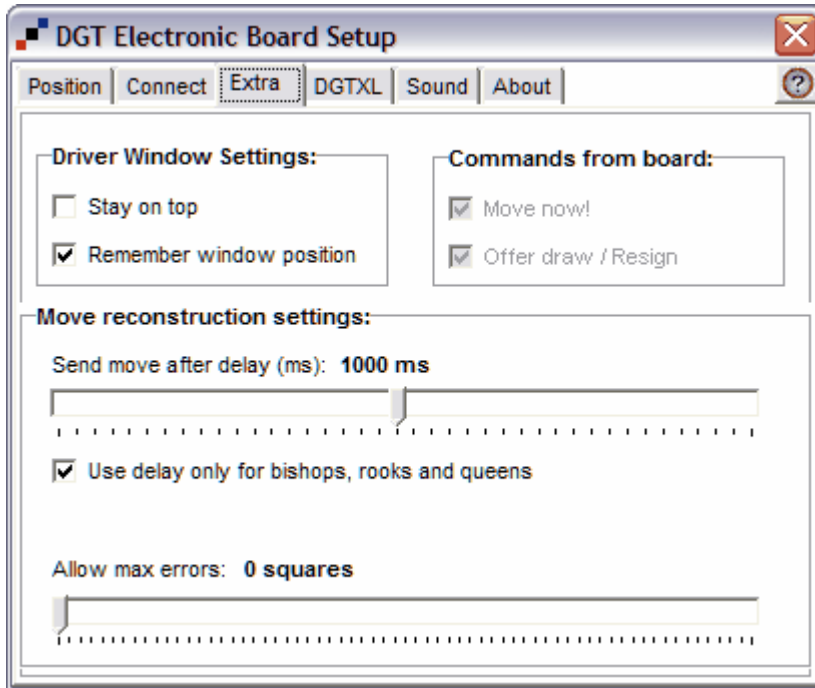 DGT Electronic Board Setup
Position Connect Extra DGTXL Sound About ?
Driver Window Settings:
Stay on top
Remember window position
Commands from board:
Move now!
Offer draw / Resign
Move reconstruction settings:
Send move after delay (ms): 1000 ms
Use delay only for bishops, rooks and queens
Allow max errors: 0 squares